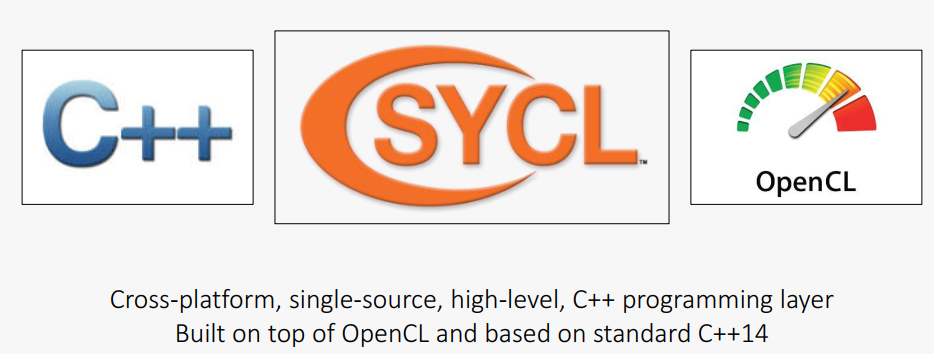 C++
SYCL™
OpenCL
Cross-platform, single-source, high-level, C++ programming layer
Built on top of OpenCL and based on standard C++14